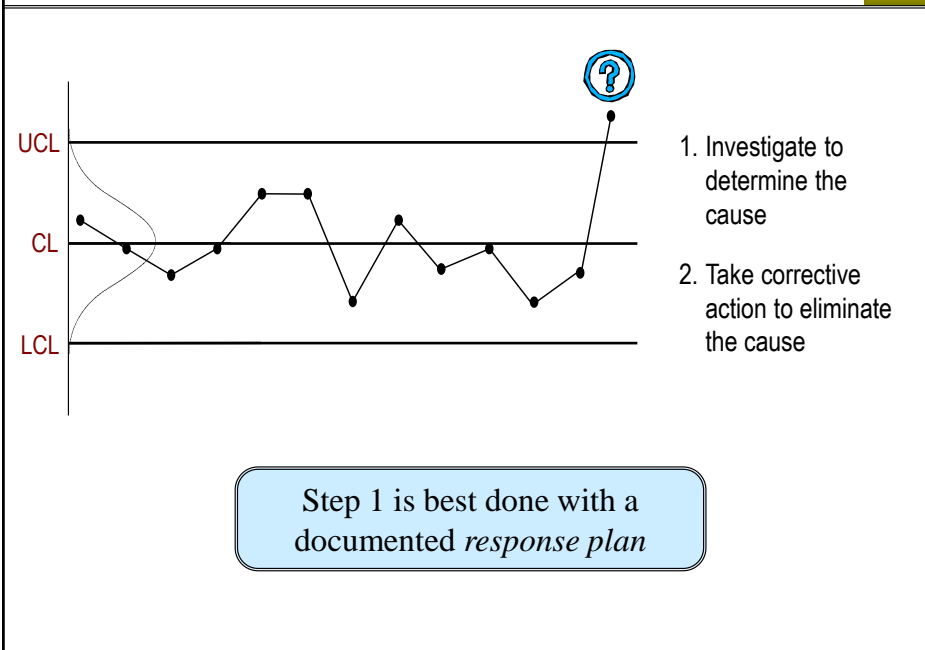 ?
UCL
CL
LCL
1. Investigate to
determine the
cause
2. Take corrective
action to eliminate
the cause
Step 1 is best done with a
documented response plan